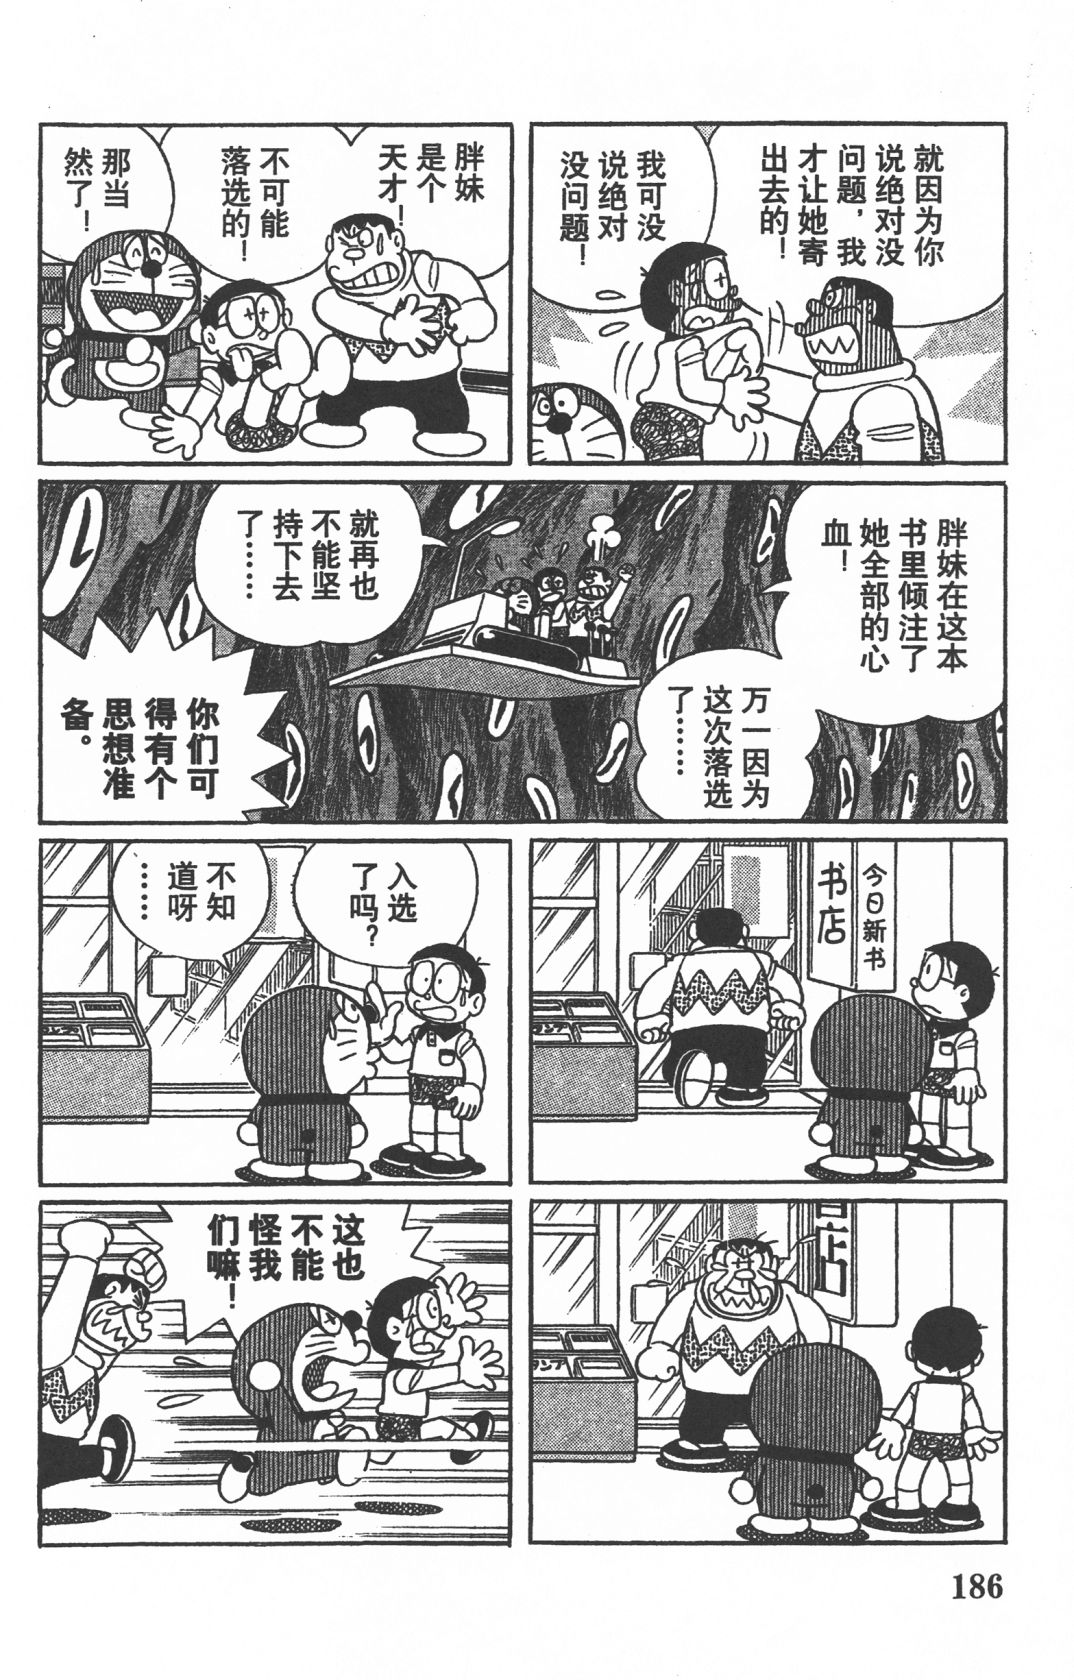 就因为你
说绝对没
问题，我
才让她寄
出去的！
我可没
说绝对
没问题！
胖妹
是个
天才！
不可能
落选的！
那当
然了！
胖妹在这本
书里倾注了
她全部的心
血！
万一因为
这次落选
了……
就再也
不能坚
持下去
了……
你们可
得有个
思想准
备。
今日新书
书店
入选
了吗？
不知
道呀
……
书店
这也
不能
怪我
们嘛！
186